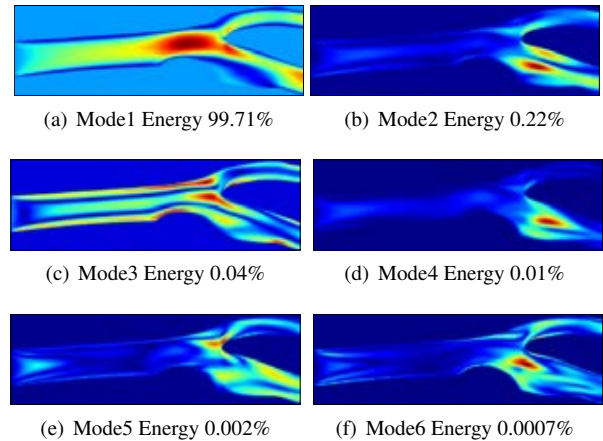 (a) Mode1 Energy 99.71%
(b) Mode2 Energy 0.22%
(c) Mode3 Energy 0.04%
(d) Mode4 Energy 0.01%
(e) Mode5 Energy 0.002%
(f) Mode6 Energy 0.0007%